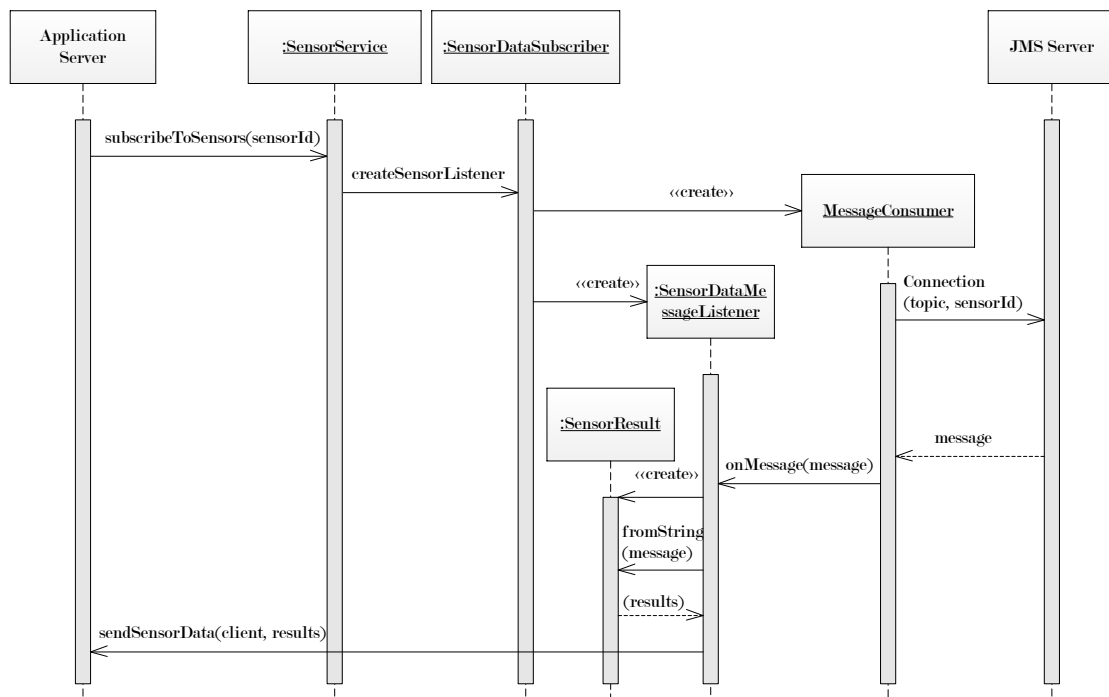 Application
Server
:SensorService
:SensorDataSubscriber
JMS Server
subscribeToSensors(sensorId)
createSensorListener
‹‹create››
MessageConsumer
‹‹create››
:SensorDataMe
ssageListener
Connection
(topic, sensorId)
:SensorResult
message
onMessage(message)
‹‹create››
fromString
(message)
(results)
sendSensorData(client, results)